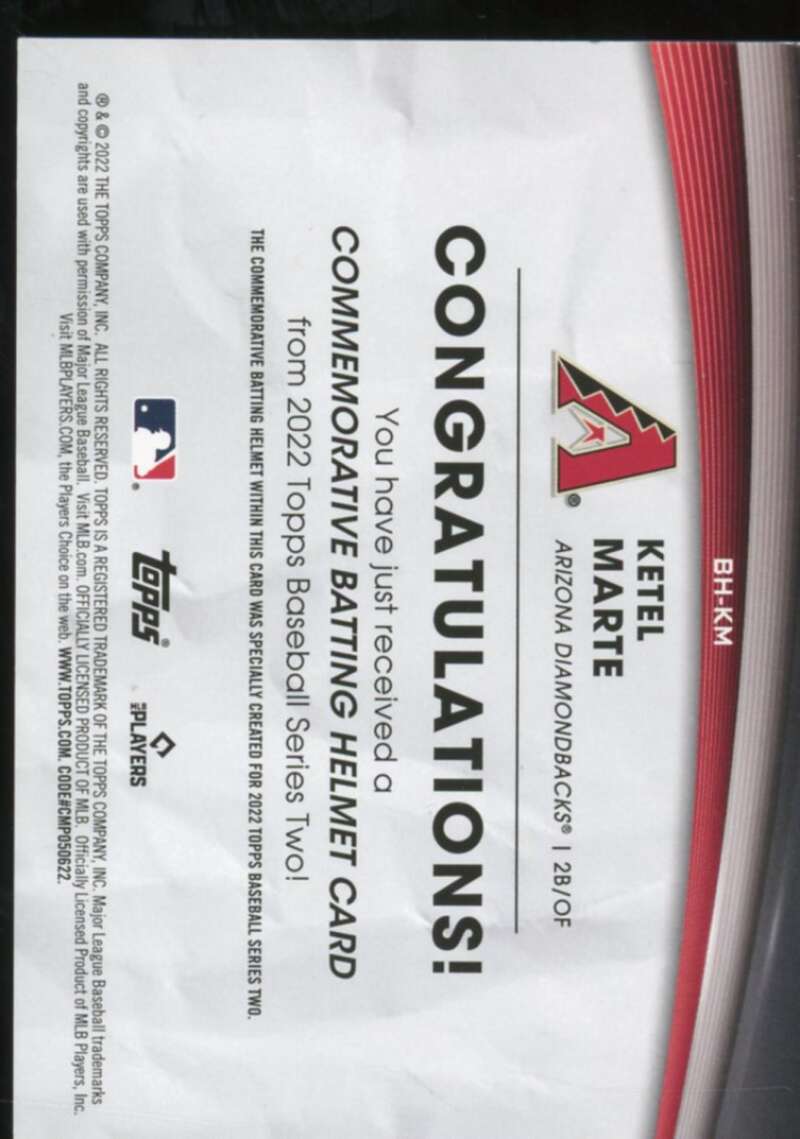 BH-KM
KETEL
MARTE
ARIZONA DIAMONDBACKS® | 2B/OF
A®
CONGRATULATIONS!
You have just received a
COMMEMORATIVE BATTING HELMET CARD
from 2022 Topps Baseball Series Two!
THE COMMEMORATIVE BATTING HELMET WITHIN THIS CARD WAS SPECIALLY CREATED FOR 2022 TOPPS BASEBALL SERIES TWO.
topps®
MLB PLAYERS
® & © 2022 THE TOPPS COMPANY, INC. ALL RIGHTS RESERVED. TOPPS IS A REGISTERED TRADEMARK OF THE TOPPS COMPANY, INC. Major League Baseball trademarks
and copyrights are used with permission of Major League Baseball. Visit MLB.com. OFFICIALLY LICENSED PRODUCT OF MLB. Officially Licensed Product of MLB Players, Inc.
Visit MLBPLAYERS.COM, the Players Choice on the web. WWW.TOPPS.COM. CODE#CMP050622.